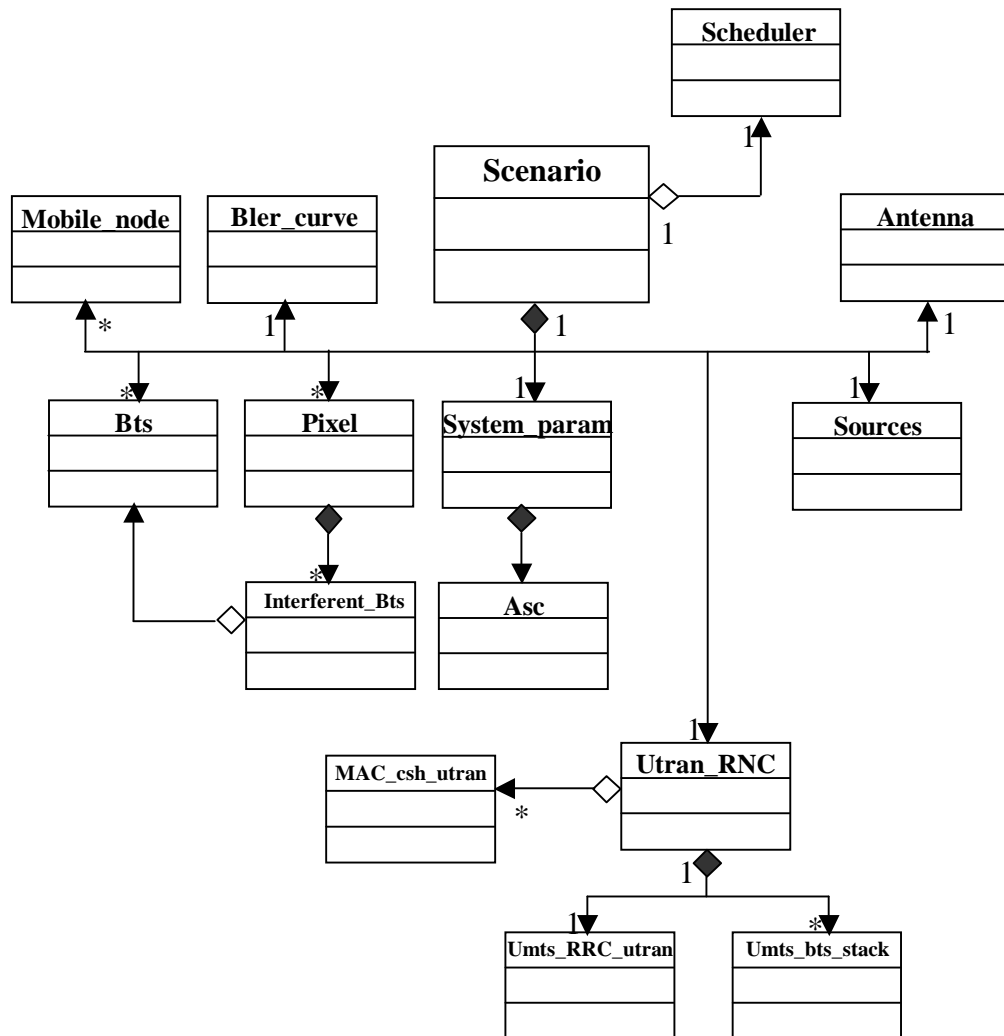 Scheduler
1
Scenario
1
Mobile_node
Bler_curve
Antenna
*
1
1
1
*
*
1
1
Bts
Pixel
System_param
Sources
*
Interferent_Bts
Asc
1
MAC_csh_utran
Utran_RNC
*
1
1
*
Umts_RRC_utran
Umts_bts_stack